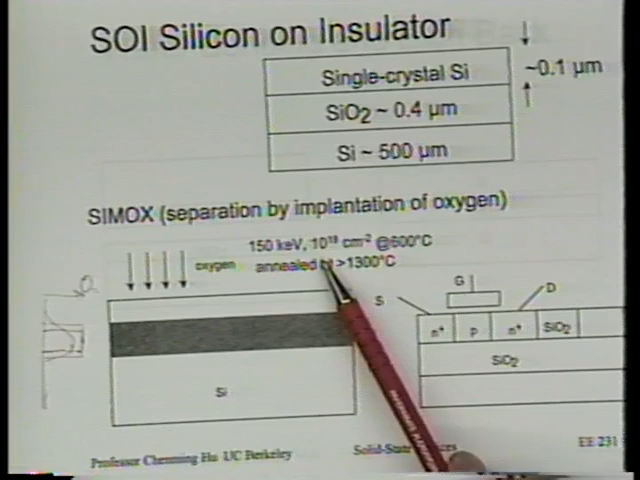 SOI Silicon on Insulator
Single-crystal Si
~0.1 µm
SiO2 ~ 0.4 µm
Si ~ 500 µm
SIMOX (separation by implantation of oxygen)
150 keV, 10¹⁸ cm⁻² @600°C
oxygen
annealed >1300°C
S
G
D
n⁺
p
n⁺
SiO₂
SiO₂
Si
Professor Chenming Hu UC Berkeley
Solid-State
EE 231